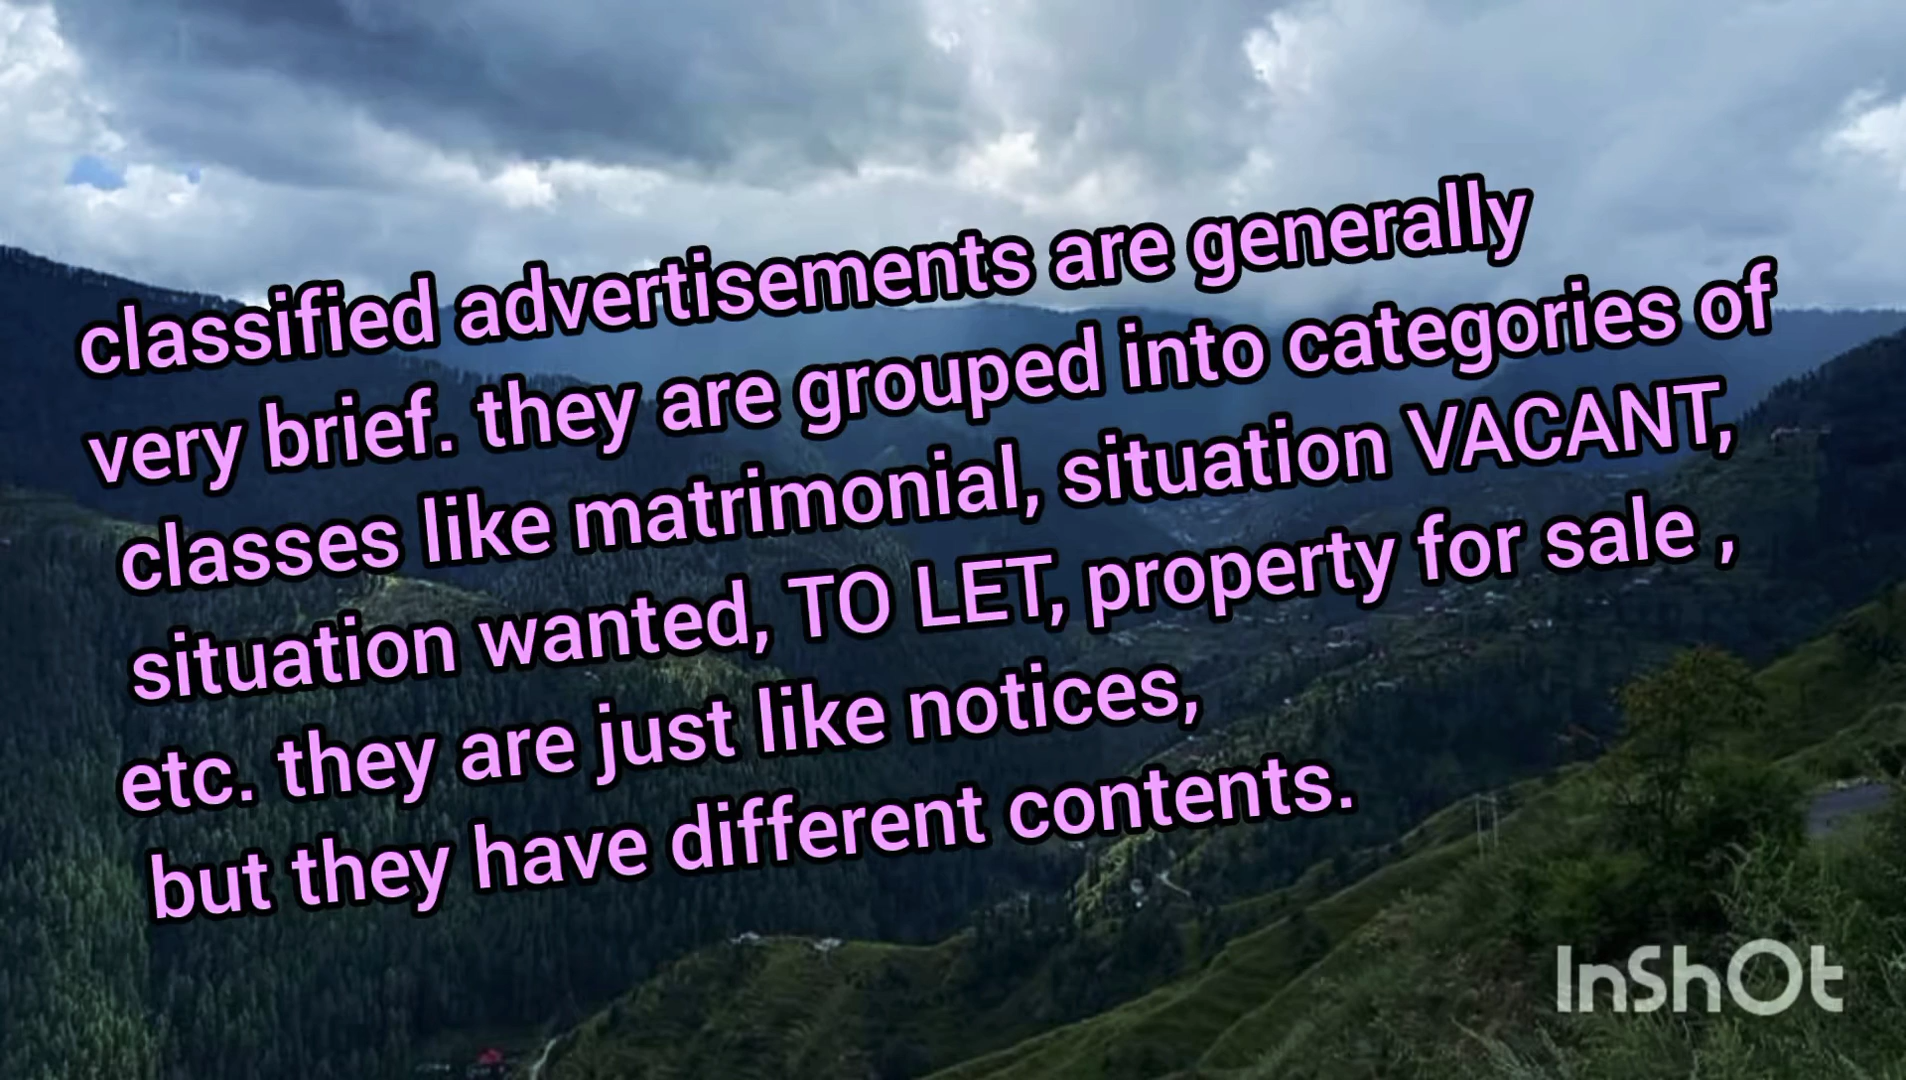 classified advertisements are generally
very brief. they are grouped into categories of
classes like matrimonial, situation VACANT,
situation wanted, TO LET, property for sale ,
etc. they are just like notices,
but they have different contents.
InShOt